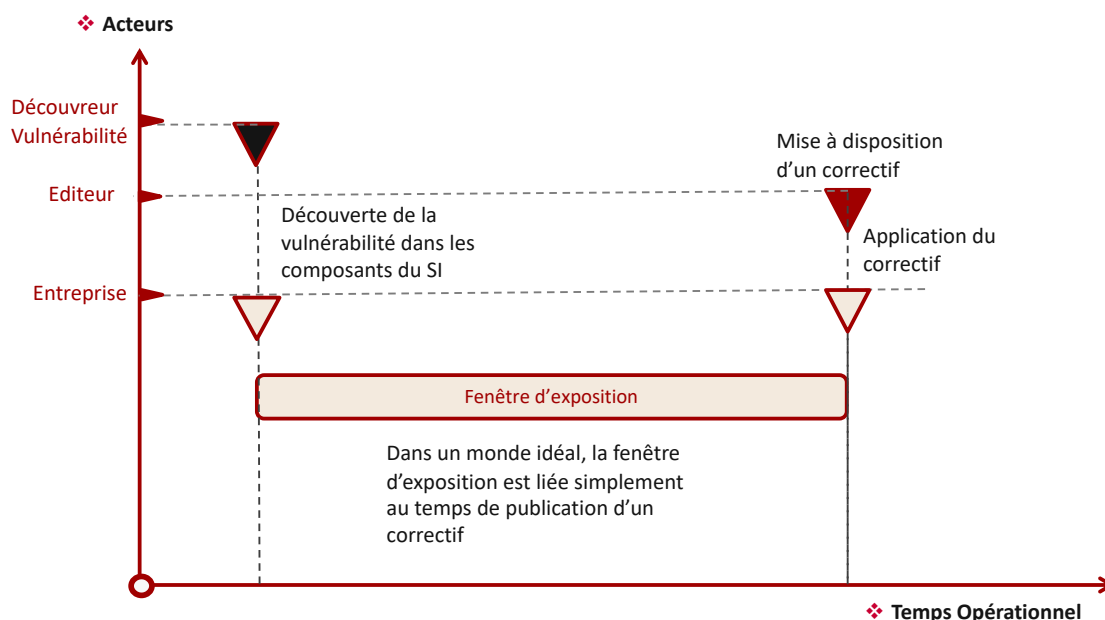 ❖ Acteurs
Découvreur
Vulnérabilité
Mise à disposition
d’un correctif
Editeur
Découverte de la
vulnérabilité dans les
composants du SI
Application du
correctif
Entreprise
Fenêtre d’exposition
Dans un monde idéal, la fenêtre
d’exposition est liée simplement
au temps de publication d’un
correctif
❖ Temps Opérationnel